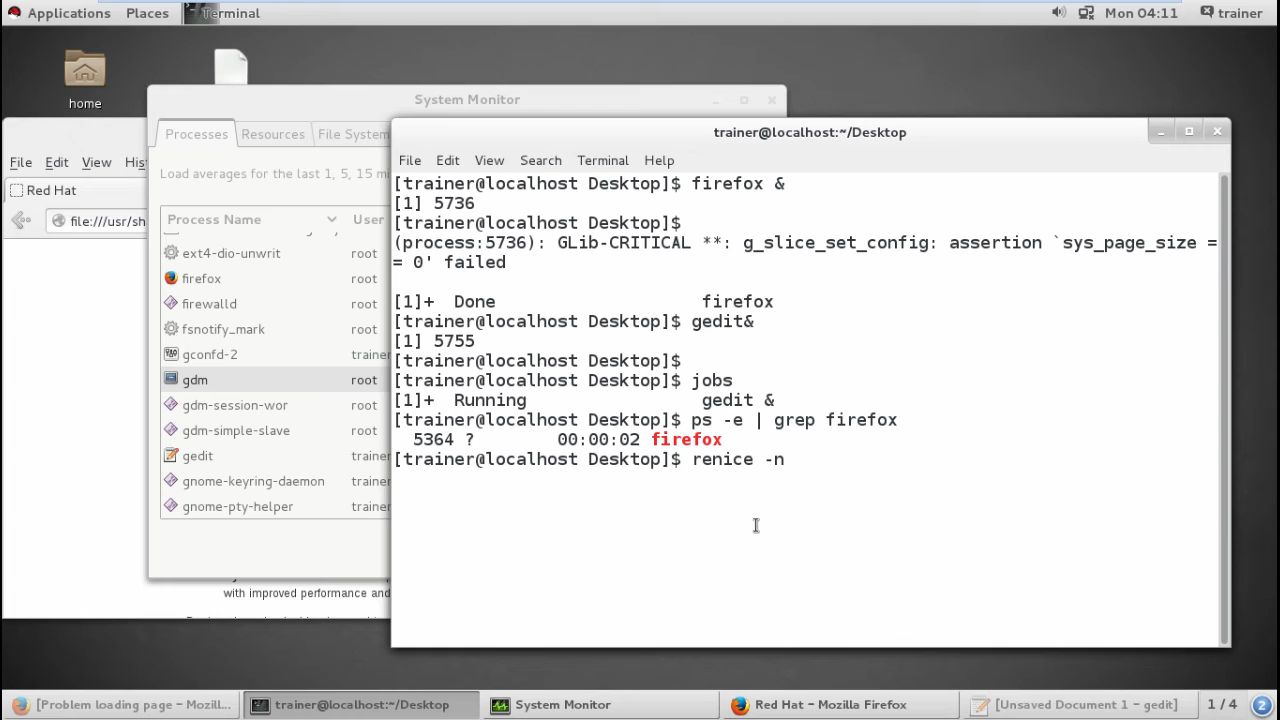 Applications Places Terminal Mon 04:11 trainer
home
System Monitor
Processes Resources File System
Load averages for the last 1, 5, 15 m
Process Name User
ext4-dio-unwrit root
firefox root
firewalld root
fsnotify_mark root
gconfd-2 traine
gdm root
gdm-session-wor root
gdm-simple-slave root
gedit traine
gnome-keyring-daemon traine
gnome-pty-helper traine
File Edit View His
Red Hat
file:///usr/sh
with improved performance and
trainer@localhost:~/Desktop
File Edit View Search Terminal Help
[trainer@localhost Desktop]$ firefox &
[1] 5736
[trainer@localhost Desktop]$
(process:5736): GLib-CRITICAL **: g_slice_set_config: assertion `sys_page_size =
= 0' failed
[1]+ Done firefox
[trainer@localhost Desktop]$ gedit&
[1] 5755
[trainer@localhost Desktop]$
[trainer@localhost Desktop]$ jobs
[1]+ Running gedit &
[trainer@localhost Desktop]$ ps -e | grep firefox
5364 ? 00:00:02 firefox
[trainer@localhost Desktop]$ renice -n
[Problem loading page - Mozill... trainer@localhost:~/Desktop System Monitor Red Hat - Mozilla Firefox [Unsaved Document 1 - gedit] 1 / 4 2